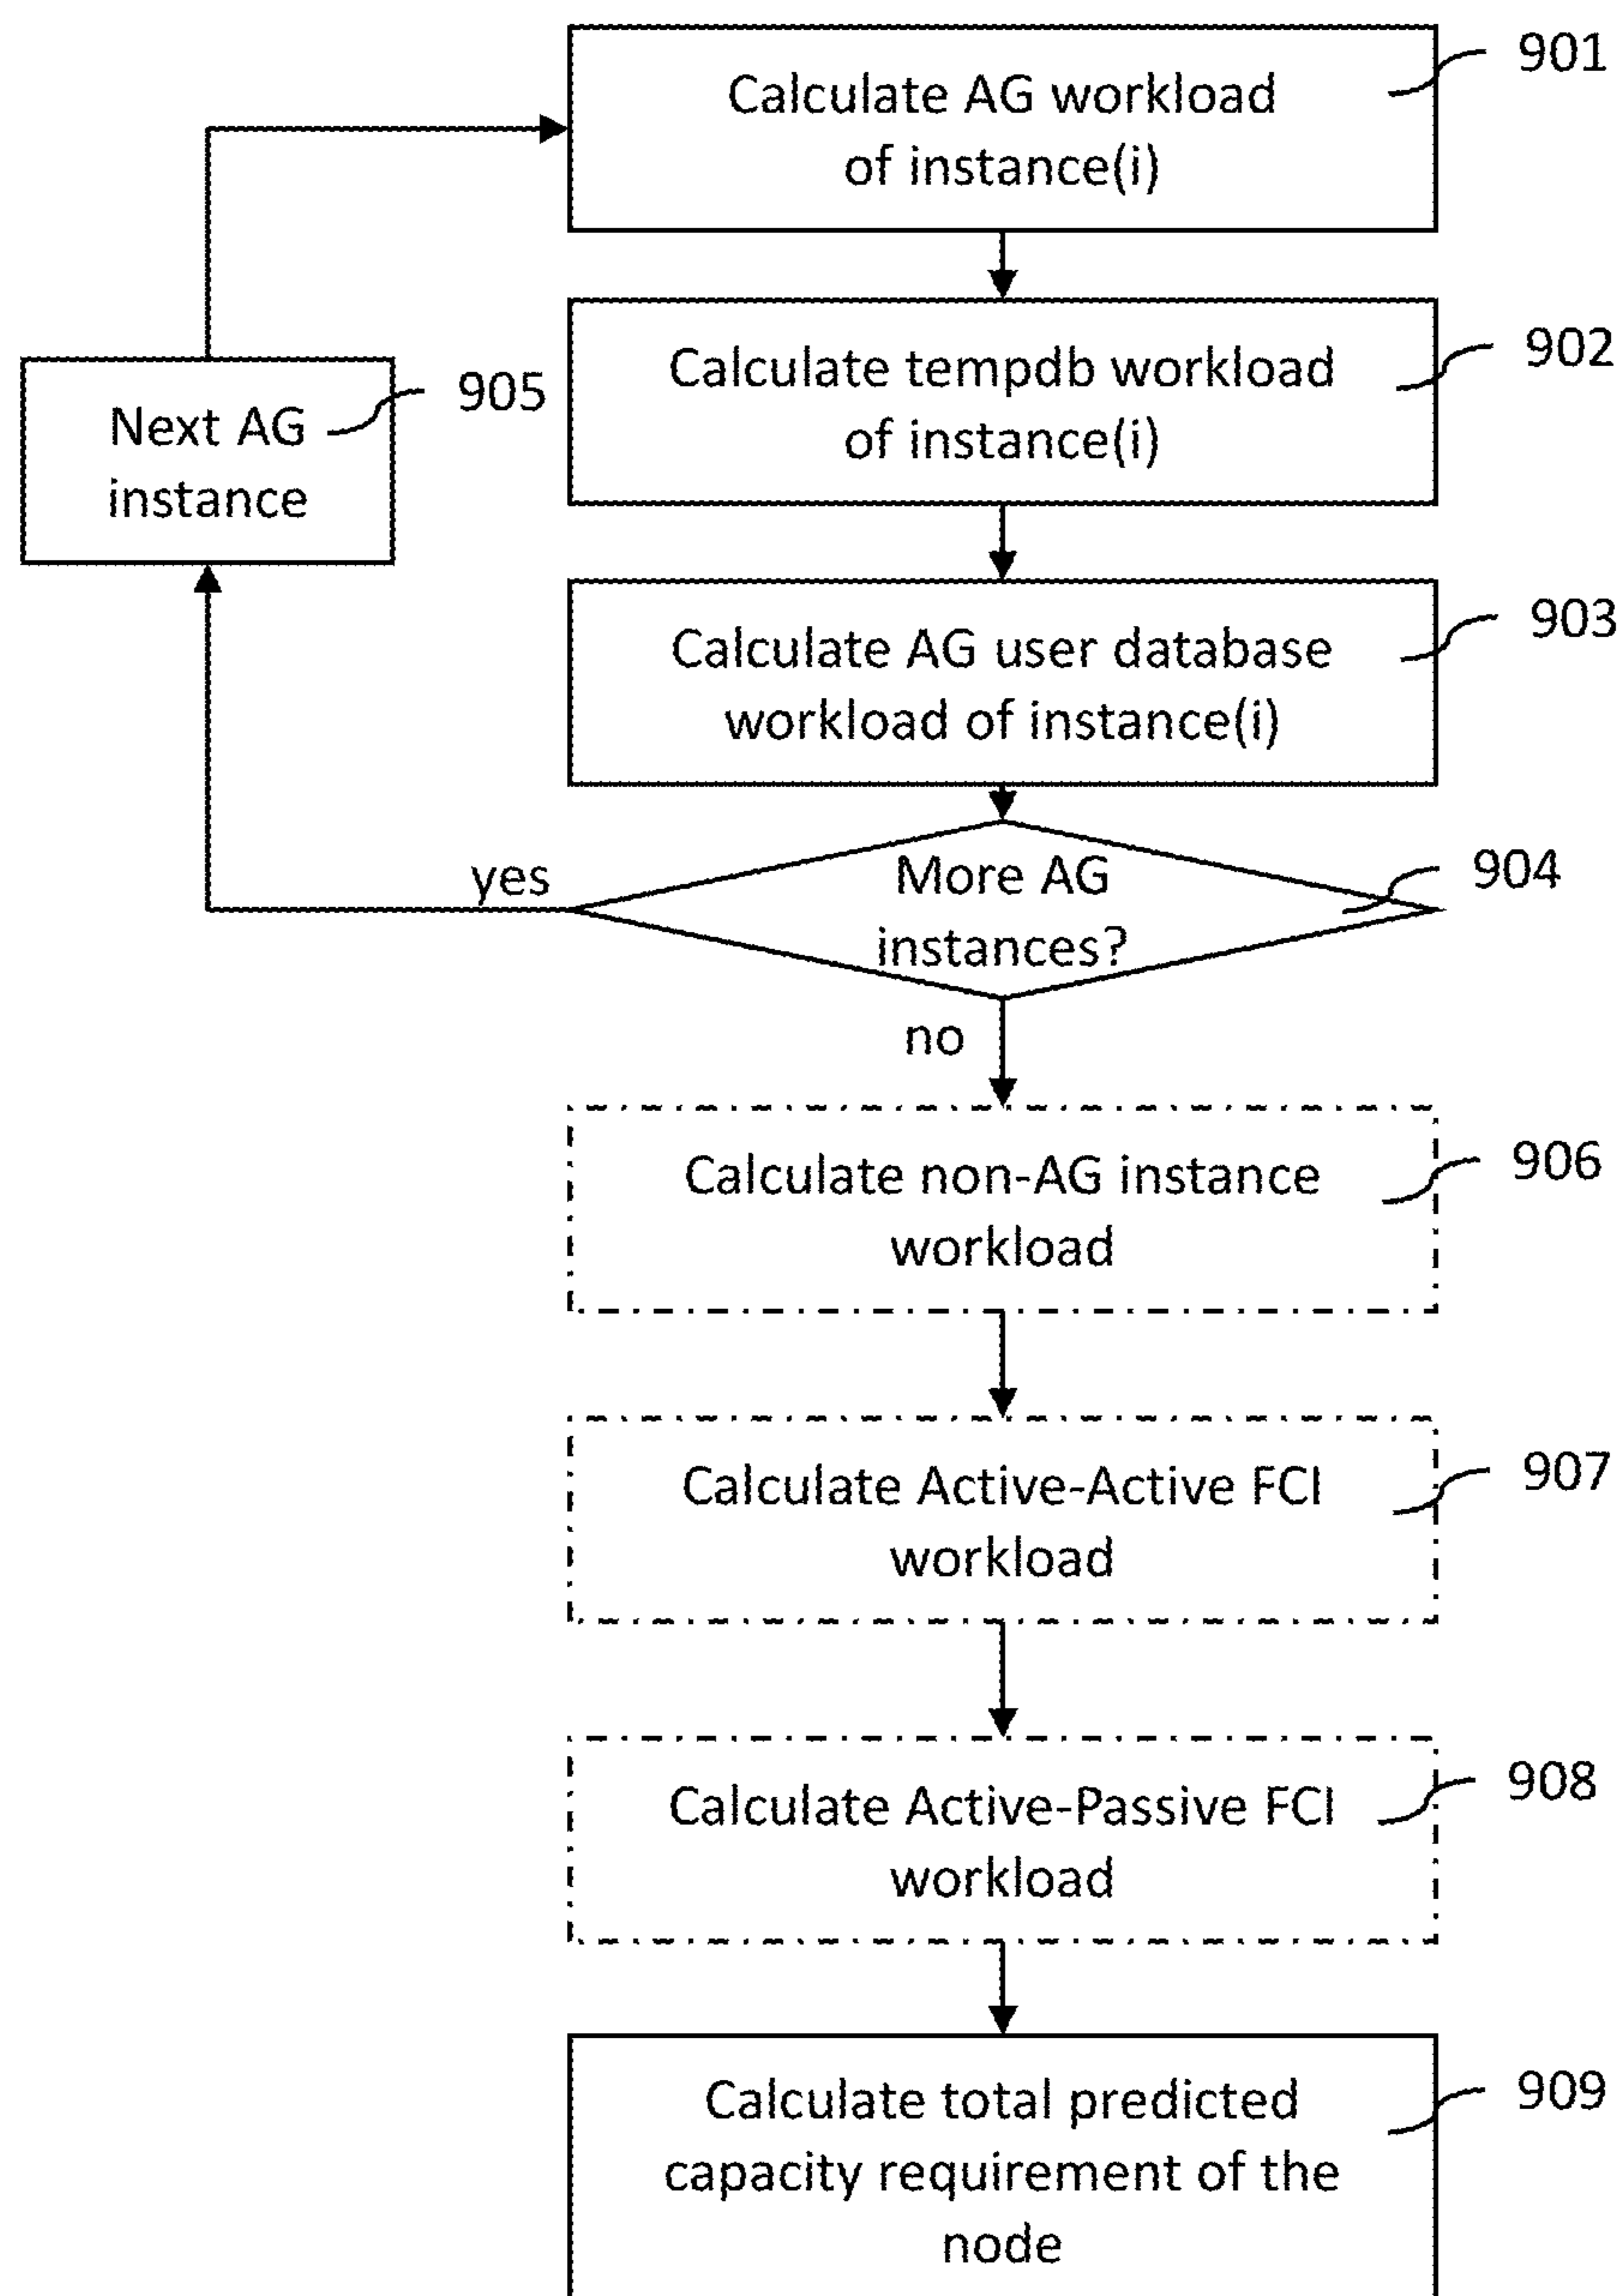 901
Calculate AG workload
of instance(i)
902
Calculate tempdb workload
of instance(i)
905
Next AG
instance
903
Calculate AG user database
workload of instance(i)
904
More AG
instances?
yes
no
906
Calculate non-AG instance
workload
907
Calculate Active-Active FCI
workload
908
Calculate Active-Passive FCI
workload
909
Calculate total predicted
capacity requirement of the
node